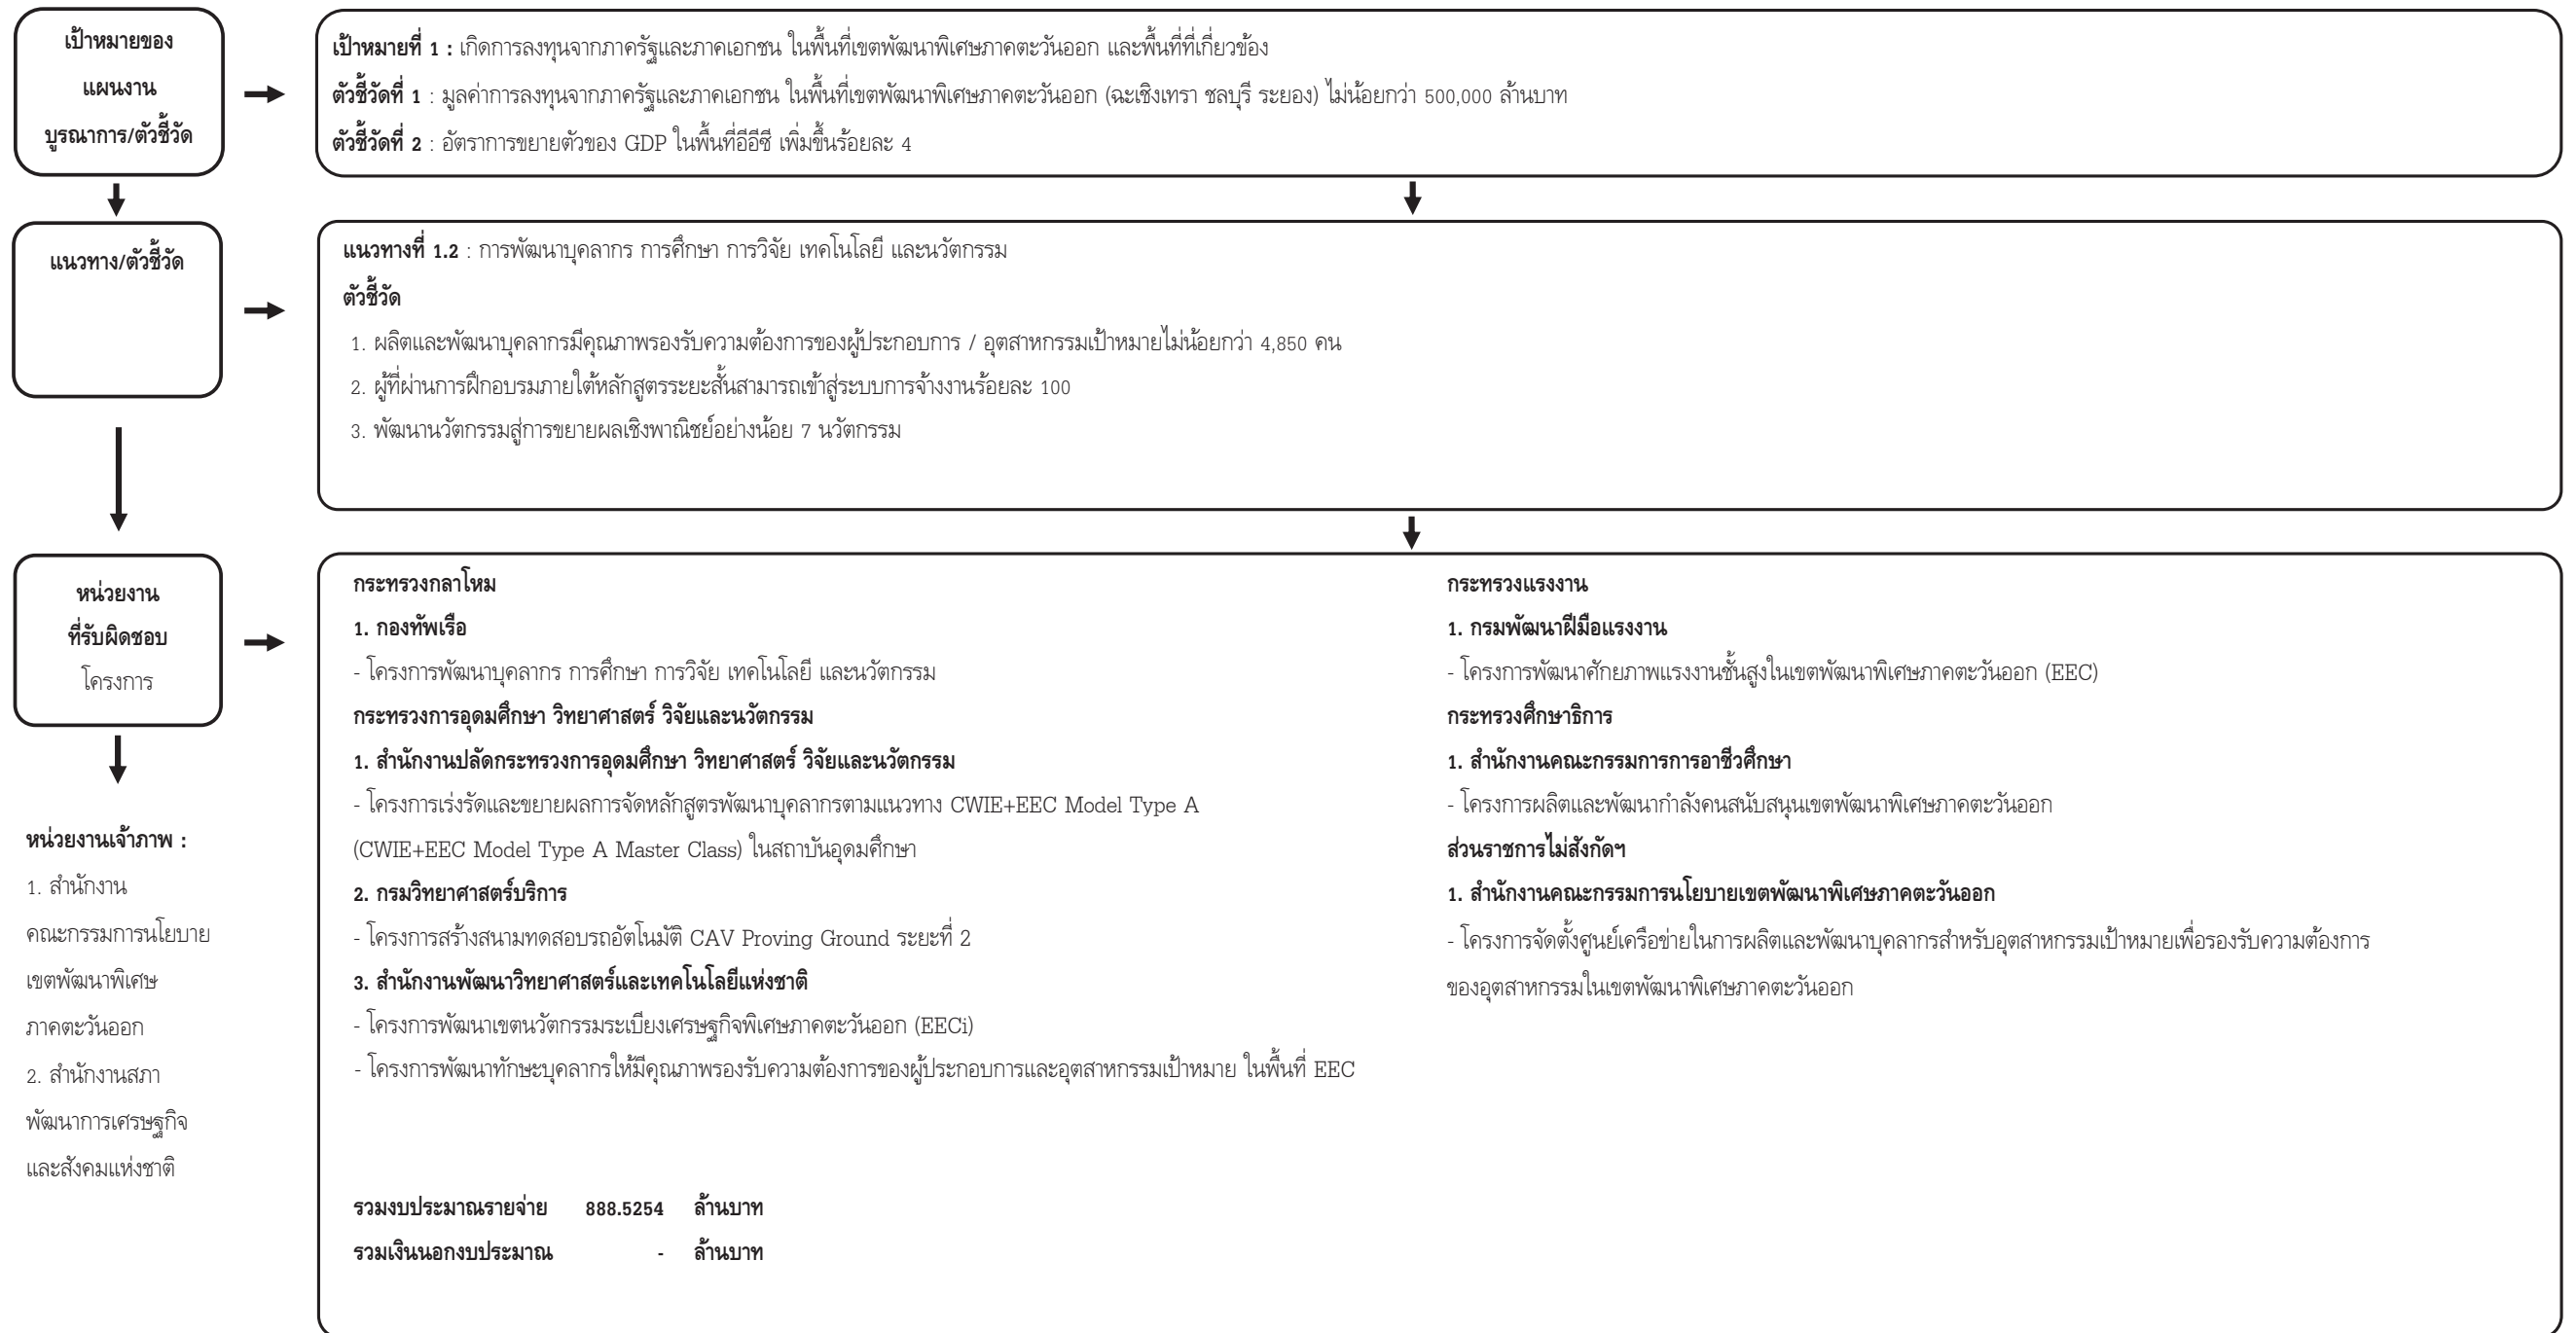 เป้าหมายของ
แผนงาน
บูรณาการ/ตัวชี้วัด
เป้าหมายที่ 1 : เกิดการลงทุนจากภาครัฐและภาคเอกชน ในพื้นที่เขตพัฒนาพิเศษภาคตะวันออก และพื้นที่ที่เกี่ยวข้อง
ตัวชี้วัดที่ 1 : มูลค่าการลงทุนจากภาครัฐและภาคเอกชน ในพื้นที่เขตพัฒนาพิเศษภาคตะวันออก (ฉะเชิงเทรา ชลบุรี ระยอง) ไม่น้อยกว่า 500,000 ล้านบาท
ตัวชี้วัดที่ 2 : อัตราการขยายตัวของ GDP ในพื้นที่อีอีซี เพิ่มขึ้นร้อยละ 4
แนวทาง/ตัวชี้วัด
แนวทางที่ 1.2 : การพัฒนาบุคลากร การศึกษา การวิจัย เทคโนโลยี และนวัตกรรม
ตัวชี้วัด
1. ผลิตและพัฒนาบุคลากรมีคุณภาพรองรับความต้องการของผู้ประกอบการ / อุตสาหกรรมเป้าหมายไม่น้อยกว่า 4,850 คน
2. ผู้ที่ผ่านการฝึกอบรมภายใต้หลักสูตรระยะสั้นสามารถเข้าสู่ระบบการจ้างงานร้อยละ 100
3. พัฒนานวัตกรรมสู่การขยายผลเชิงพาณิชย์อย่างน้อย 7 นวัตกรรม
หน่วยงาน
ที่รับผิดชอบ
โครงการ
หน่วยงานเจ้าภาพ :
1. สำนักงาน
คณะกรรมการนโยบาย
เขตพัฒนาพิเศษ
ภาคตะวันออก
2. สำนักงานสภา
พัฒนาการเศรษฐกิจ
และสังคมแห่งชาติ
กระทรวงกลาโหม
1. กองทัพเรือ
- โครงการพัฒนาบุคลากร การศึกษา การวิจัย เทคโนโลยี และนวัตกรรม
กระทรวงการอุดมศึกษา วิทยาศาสตร์ วิจัยและนวัตกรรม
1. สำนักงานปลัดกระทรวงการอุดมศึกษา วิทยาศาสตร์ วิจัยและนวัตกรรม
- โครงการเร่งรัดและขยายผลการจัดหลักสูตรพัฒนาบุคลากรตามแนวทาง CWIE+EEC Model Type A
(CWIE+EEC Model Type A Master Class) ในสถาบันอุดมศึกษา
2. กรมวิทยาศาสตร์บริการ
- โครงการสร้างสนามทดสอบรถอัตโนมัติ CAV Proving Ground ระยะที่ 2
3. สำนักงานพัฒนาวิทยาศาสตร์และเทคโนโลยีแห่งชาติ
- โครงการพัฒนาเขตนวัตกรรมระเบียงเศรษฐกิจพิเศษภาคตะวันออก (EECi)
- โครงการพัฒนาทักษะบุคลากรให้มีคุณภาพรองรับความต้องการของผู้ประกอบการและอุตสาหกรรมเป้าหมาย ในพื้นที่ EEC
รวมงบประมาณรายจ่าย 888.5254 ล้านบาท
รวมเงินนอกงบประมาณ - ล้านบาท
กระทรวงแรงงาน
1. กรมพัฒนาฝีมือแรงงาน
- โครงการพัฒนาศักยภาพแรงงานชั้นสูงในเขตพัฒนาพิเศษภาคตะวันออก (EEC)
กระทรวงศึกษาธิการ
1. สำนักงานคณะกรรมการการอาชีวศึกษา
- โครงการผลิตและพัฒนากำลังคนสนับสนุนเขตพัฒนาพิเศษภาคตะวันออก
ส่วนราชการไม่สังกัดฯ
1. สำนักงานคณะกรรมการนโยบายเขตพัฒนาพิเศษภาคตะวันออก
- โครงการจัดตั้งศูนย์เครือข่ายในการผลิตและพัฒนาบุคลากรสำหรับอุตสาหกรรมเป้าหมายเพื่อรองรับความต้องการ
ของอุตสาหกรรมในเขตพัฒนาพิเศษภาคตะวันออก